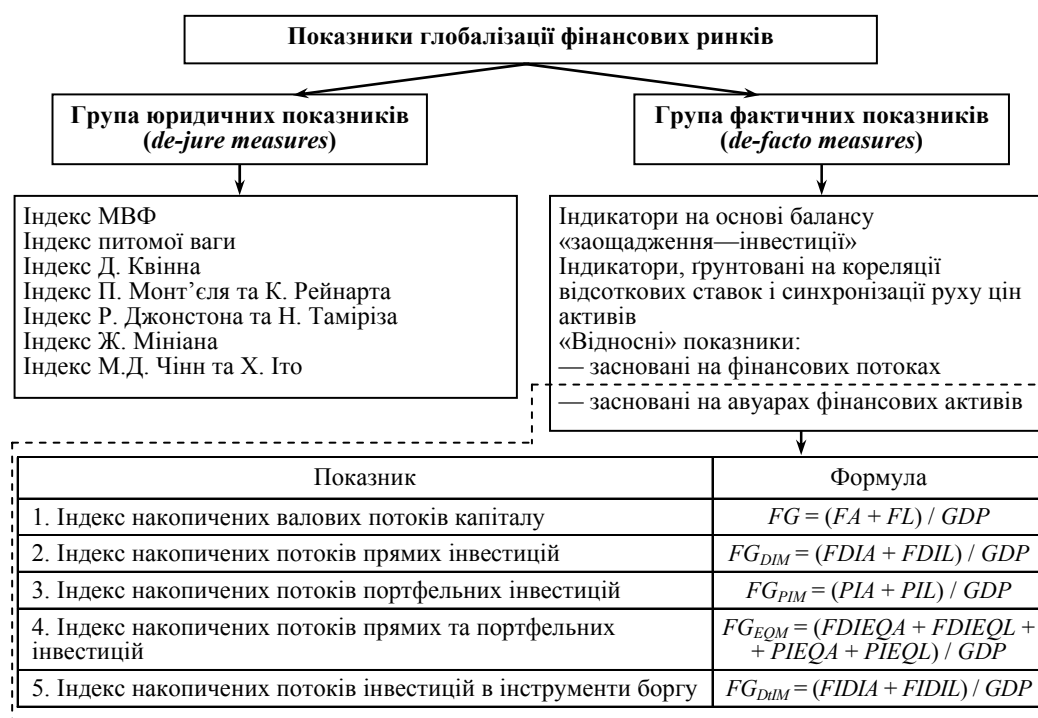 Показники глобалізації фінансових ринків
Група юридичних показників
(de-jure measures)
Група фактичних показників
(de-facto measures)
Індекс МВФ
Індекс питомої ваги
Індекс Д. Квінна
Індекс П. Монт’єля та К. Рейнарта
Індекс Р. Джонстона та Н. Таміріза
Індекс Ж. Мініана
Індекс М.Д. Чінн та Х. Іто
Індикатори на основі балансу
«заощадження—інвестиції»
Індикатори, ґрунтовані на кореляції
відсоткових ставок і синхронізації руху цін
активів
«Відносні» показники:
— засновані на фінансових потоках
— засновані на авуарах фінансових активів
Показник Формула
1. Індекс накопичених валових потоків капіталу FG = (FA + FL) / GDP
2. Індекс накопичених потоків прямих інвестицій FG_DIM = (FDIA + FDIL) / GDP
3. Індекс накопичених потоків портфельних інвестицій FG_PIM = (PIA + PIL) / GDP
4. Індекс накопичених потоків прямих та портфельних
інвестицій
FG_EQM = (FDIEQA + FDIEQL +
+ PIEQA + PIEQL) / GDP
5. Індекс накопичених потоків інвестицій в інструменти боргу FG_DtIM = (FIDIA + FIDIL) / GDP